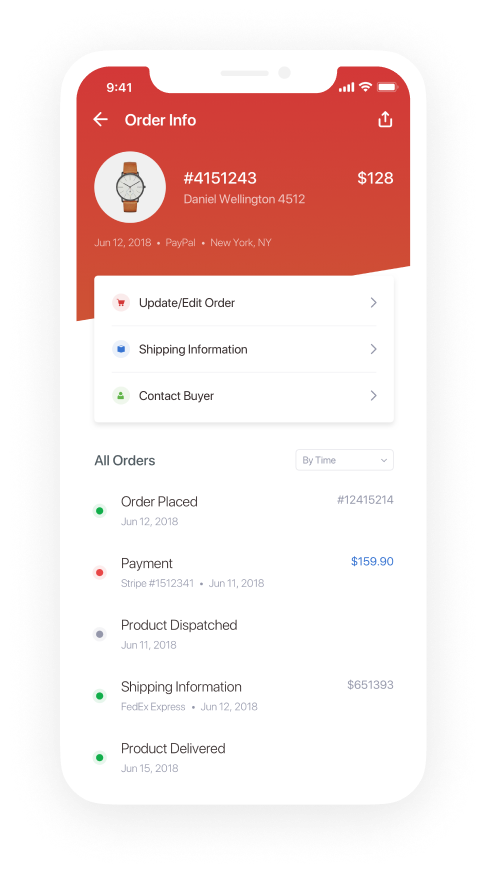 9:41
Order Info
#4151243 $128
Daniel Wellington 4512
Jun 12, 2018 • PayPal • New York, NY
Update/Edit Order
Shipping Information
Contact Buyer
All Orders By Time
Order Placed #12415214
Jun 12, 2018
Payment $159.90
Stripe #1512341 • Jun 11, 2018
Product Dispatched
Jun 11, 2018
Shipping Information $651393
FedEx Express • Jun 12, 2018
Product Delivered
Jun 15, 2018